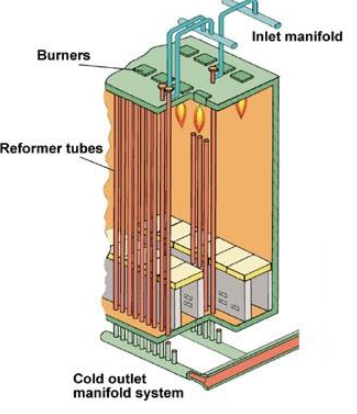 Inlet manifold
Burners
Reformer tubes
Cold outlet
manifold system